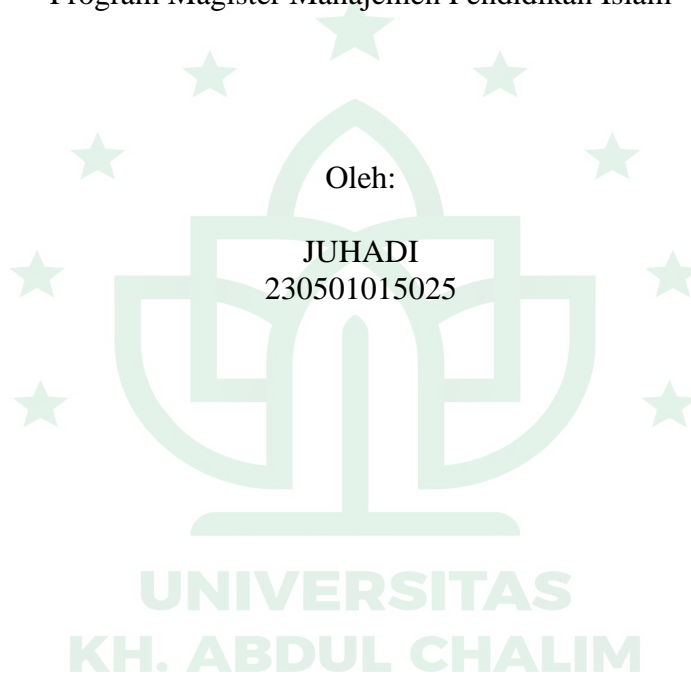 Program Magister Manajemen Pendidikan Islam
Oleh:
JUHADI
230501015025
UNIVERSITAS
KH. ABDUL CHALIM